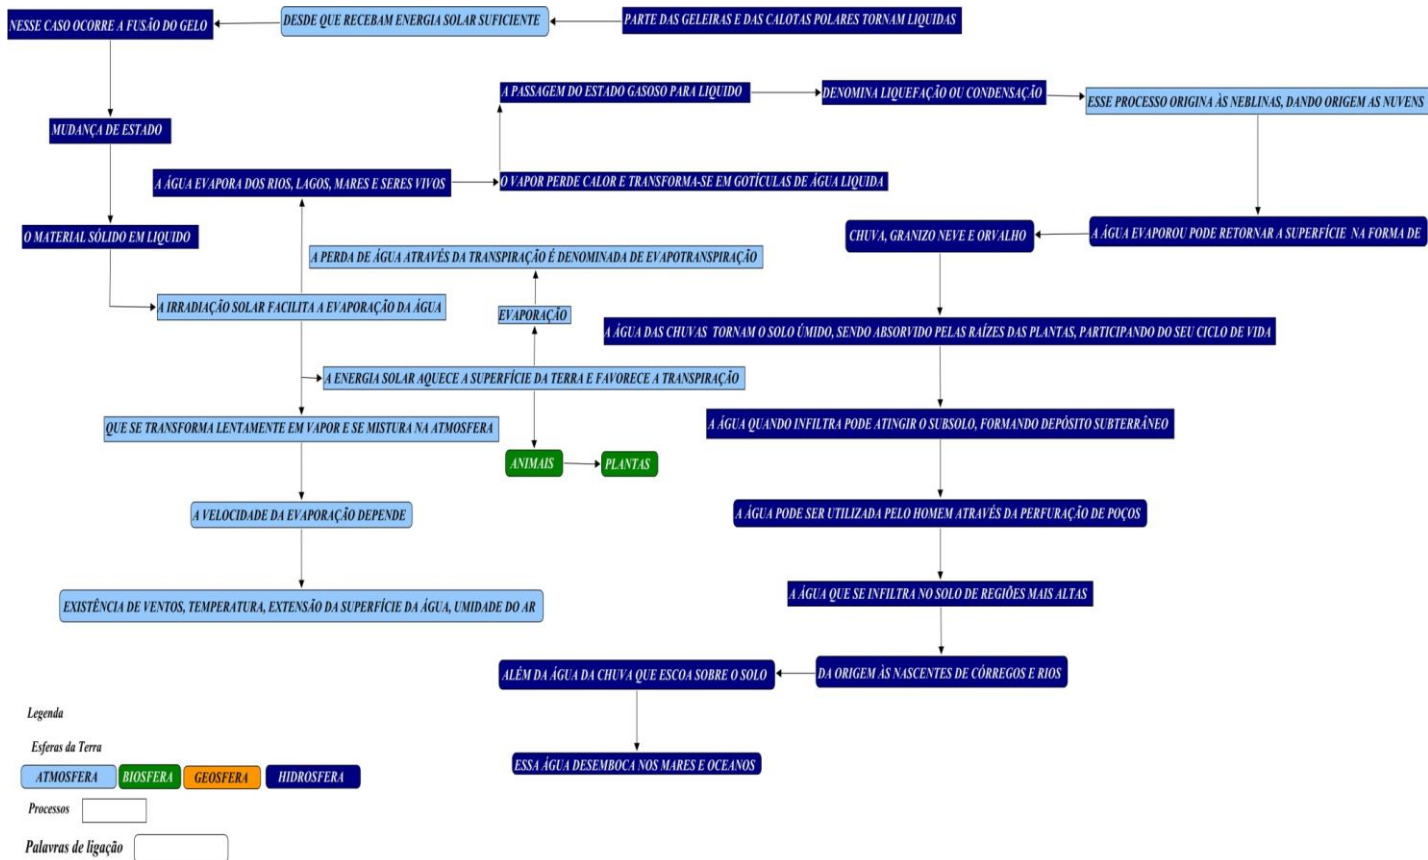 PARTE DAS GELEIRAS E DAS CALOTAS POLARES TORNAM LIQUIDAS
DESDE QUE RECEBAM ENERGIA SOLAR SUFICIENTE
NESSE CASO OCORRE A FUSÃO DO GELO
MUDANÇA DE ESTADO
O MATERIAL SÓLIDO EM LIQUIDO
A IRRADIAÇÃO SOLAR FACILITA A EVAPORAÇÃO DA ÁGUA
A ÁGUA EVAPORA DOS RIOS, LAGOS, MARES E SERES VIVOS
O VAPOR PERDE CALOR E TRANSFORMA-SE EM GOTÍCULAS DE ÁGUA LIQUIDA
A PASSAGEM DO ESTADO GASOSO PARA LIQUIDO
DENOMINA LIQUEFAÇÃO OU CONDENSAÇÃO
ESSE PROCESSO ORIGINA ÀS NEBLINAS, DANDO ORIGEM AS NUVENS
A ÁGUA EVAPOROU PODE RETORNAR A SUPERFÍCIE NA FORMA DE
CHUVA, GRANIZO NEVE E ORVALHO
A ÁGUA DAS CHUVAS TORNAM O SOLO ÚMIDO, SENDO ABSORVIDO PELAS RAÍZES DAS PLANTAS, PARTICIPANDO DO SEU CICLO DE VIDA
A ÁGUA QUANDO INFILTRA PODE ATINGIR O SUBSOLO, FORMANDO DEPÓSITO SUBTERRÂNEO
A ÁGUA PODE SER UTILIZADA PELO HOMEM ATRAVÉS DA PERFURAÇÃO DE POÇOS
A ÁGUA QUE SE INFILTRA NO SOLO DE REGIÕES MAIS ALTAS
DA ORIGEM ÀS NASCENTES DE CÓRREGOS E RIOS
ALÉM DA ÁGUA DA CHUVA QUE ESCOA SOBRE O SOLO
ESSA ÁGUA DESEMBOCA NOS MARES E OCEANOS
A PERDA DE ÁGUA ATRAVÉS DA TRANSPIRAÇÃO É DENOMINADA DE EVAPOTRANSPIRAÇÃO
EVAPORAÇÃO
A ENERGIA SOLAR AQUECE A SUPERFÍCIE DA TERRA E FAVORECE A TRANSPIRAÇÃO
ANIMAIS
PLANTAS
QUE SE TRANSFORMA LENTAMENTE EM VAPOR E SE MISTURA NA ATMOSFERA
A VELOCIDADE DA EVAPORAÇÃO DEPENDE
EXISTÊNCIA DE VENTOS, TEMPERATURA, EXTENSÃO DA SUPERFÍCIE DA ÁGUA, UMIDADE DO AR
Legenda
Esferas da Terra
ATMOSFERA
BIOSFERA
GEOSFERA
HIDROSFERA
Processos
Palavras de ligação